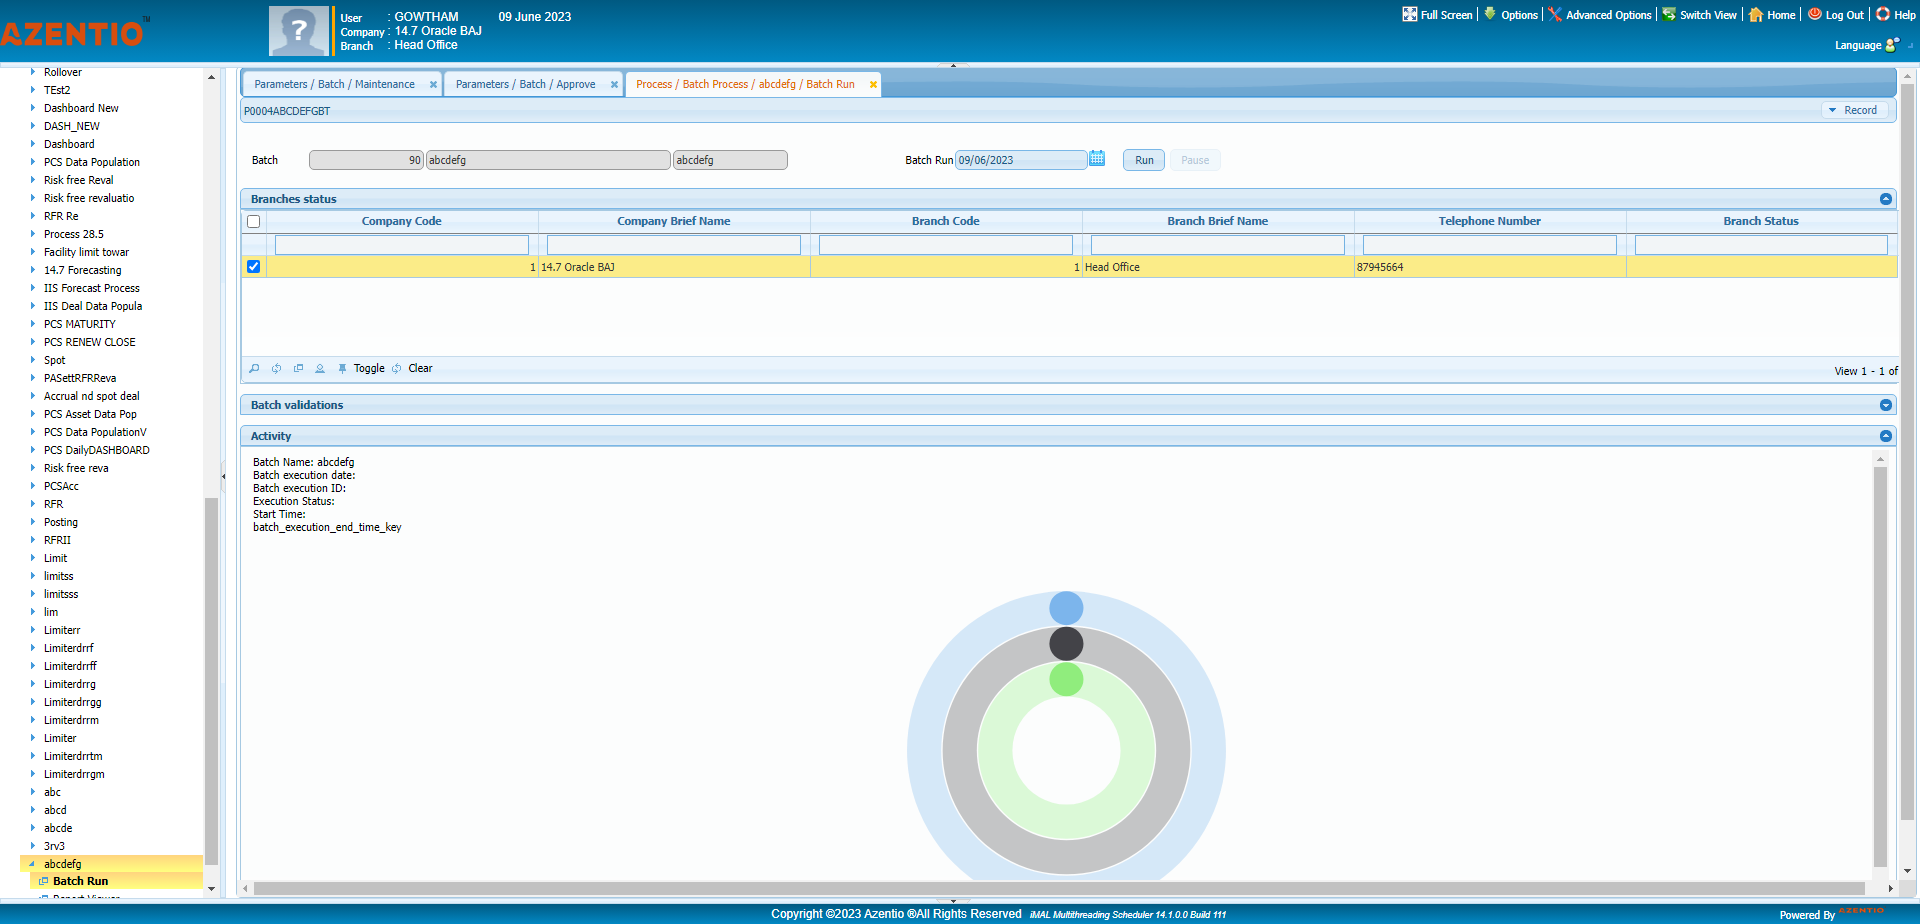 AZENTIO™
User : GOWTHAM 09 June 2023
Company : 14.7 Oracle BAJ
Branch : Head Office
Full Screen Options Advanced Options Switch View Home Log Out Help
Language
Rollover
TEst2
Dashboard New
DASH_NEW
Dashboard
PCS Data Population
Risk free Reval
Risk free revaluatio
RFR Re
Process 28.5
Facility limit towar
14.7 Forecasting
IIS Forecast Process
IIS Deal Data Popula
PCS MATURITY
PCS RENEW CLOSE
Spot
PASettRFRReva
Accrual nd spot deal
PCS Asset Data Pop
PCS Data PopulationV
PCS DailyDASHBOARD
Risk free reva
PCSAcc
RFR
Posting
RFRII
Limit
limitss
limitsss
lim
Limiterr
Limiterdrrf
Limiterdrrff
Limiterdrrg
Limiterdrrgg
Limiterdrrm
Limiter
Limiterdrrtm
Limiterdrrgm
abc
abcd
abcde
3rv3
abcdefg
Batch Run
Parameters / Batch / Maintenance
Parameters / Batch / Approve
Process / Batch Process / abcdefg / Batch Run
P0004ABCDEFGBT
Record
Batch 90 abcdefg abcdefg Batch Run 09/06/2023 Run Pause
Branches status
Company Code Company Brief Name Branch Code Branch Brief Name Telephone Number Branch Status
1 14.7 Oracle BAJ 1 Head Office 87945664
Toggle Clear View 1 - 1 of
Batch validations
Activity
Batch Name: abcdefg
Batch execution date:
Batch execution ID:
Execution Status:
Start Time:
batch_execution_end_time_key
Copyright ©2023 Azentio ®All Rights Reserved iMAL Multithreading Scheduler 14.1.0.0 Build 111
Powered By AZENTIO